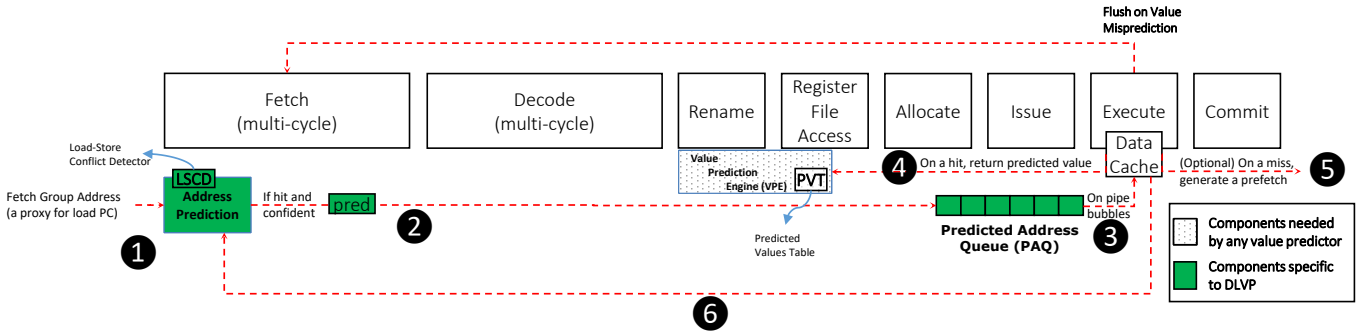 Flush on Value
Misprediction
Fetch
(multi-cycle)
Decode
(multi-cycle)
Rename
Register
File
Access
Allocate
Issue
Execute
Commit
Data
Cache
Load-Store
Conflict Detector
LSCD
Address
Prediction
Fetch Group Address
(a proxy for load PC)
If hit and
confident
pred
Value
Prediction
Engine (VPE)
PVT
Predicted
Values Table
On a hit, return predicted value
(Optional) On a miss,
generate a prefetch
On pipe
bubbles
Predicted Address
Queue (PAQ)
1
2
3
4
5
6
Components needed
by any value predictor
Components specific
to DLVP